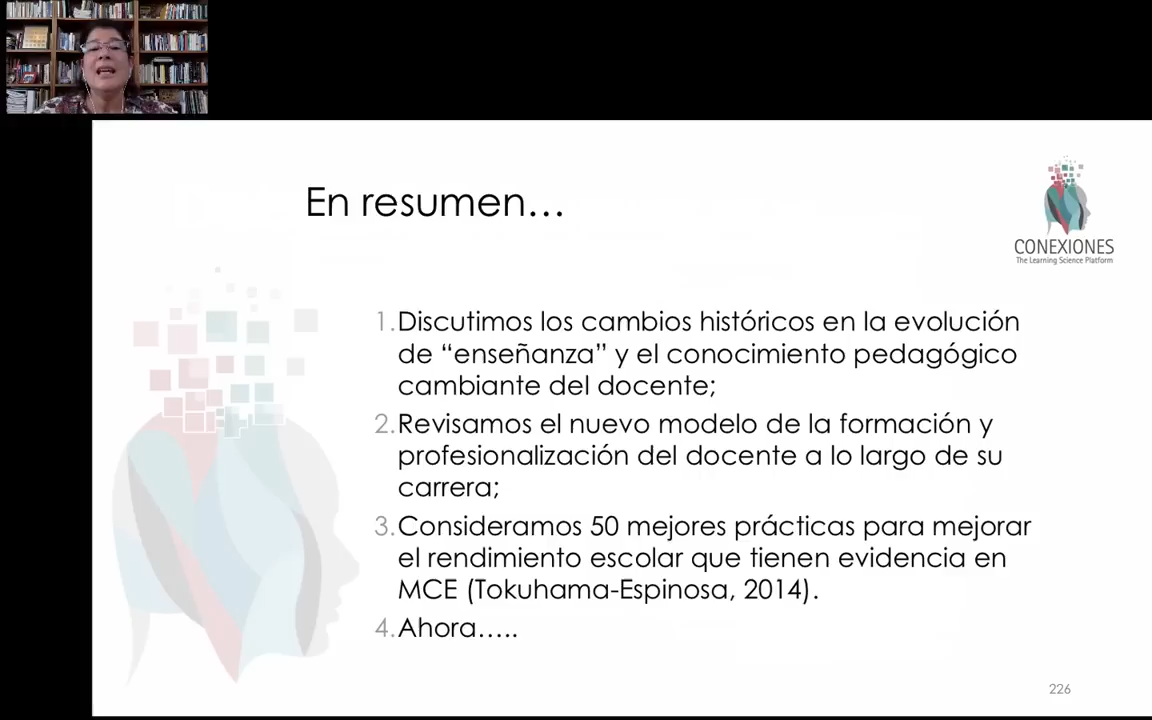 En resumen…
CONEXIONES
The Learning Science Platform
1. Discutimos los cambios históricos en la evolución
de “enseñanza” y el conocimiento pedagógico
cambiante del docente;
2. Revisamos el nuevo modelo de la formación y
profesionalización del docente a lo largo de su
carrera;
3. Consideramos 50 mejores prácticas para mejorar
el rendimiento escolar que tienen evidencia en
MCE (Tokuhama-Espinosa, 2014).
4. Ahora…..
226